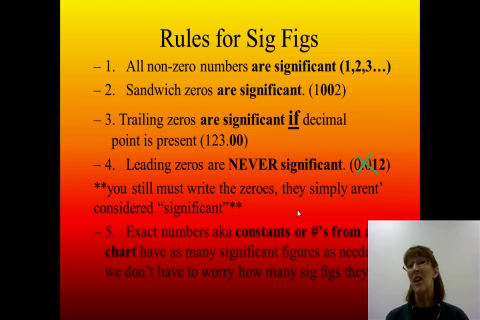 Rules for Sig Figs
– 1. All non-zero numbers are significant (1,2,3…)
– 2. Sandwich zeros are significant. (1002)
– 3. Trailing zeros are significant if decimal
point is present (123.00)
– 4. Leading zeros are NEVER significant. (0.012)
**you still must write the zeroes, they simply arent'
considered “significant”**
– 5. Exact numbers aka constants or #'s from a
chart have as many significant figures as needed
we don't have to worry how many sig figs they